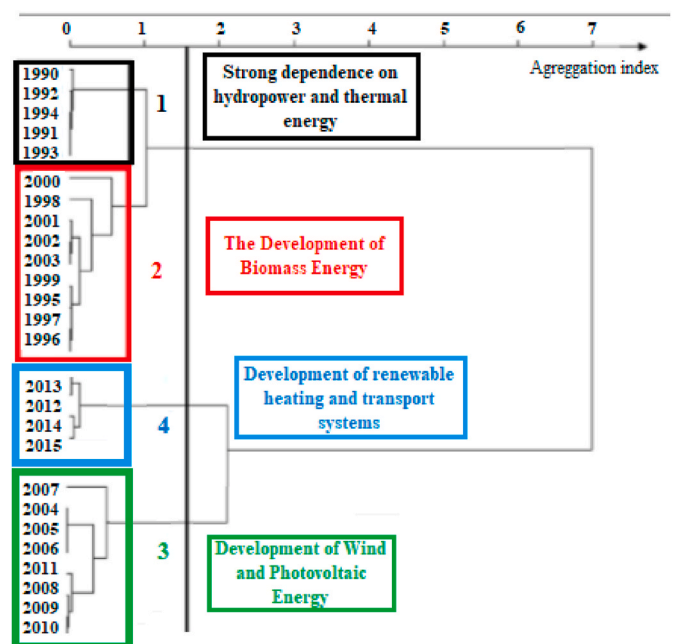 0 1 2 3 4 5 6 7
Agreggation index
1990
1992
1994
1991
1993
1
Strong dependence on
hydropower and thermal
energy
2000
1998
2001
2002
2003
1999
1995
1997
1996
2
The Development of
Biomass Energy
2013
2012
2014
2015
4
Development of renewable
heating and transport
systems
2007
2004
2005
2006
2011
2008
2009
2010
3
Development of Wind
and Photovoltaic
Energy